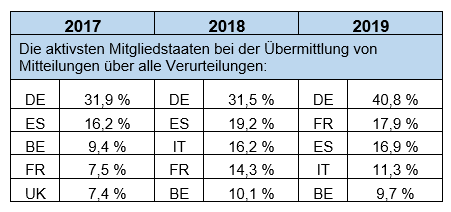 2017 2018 2019
Die aktivsten Mitgliedstaaten bei der Übermittlung von
Mitteilungen über alle Verurteilungen:
DE 31,9 % DE 31,5 % DE 40,8 %
ES 16,2 % ES 19,2 % FR 17,9 %
BE 9,4 % IT 16,2 % ES 16,9 %
FR 7,5 % FR 14,3 % IT 11,3 %
UK 7,4 % BE 10,1 % BE 9,7 %